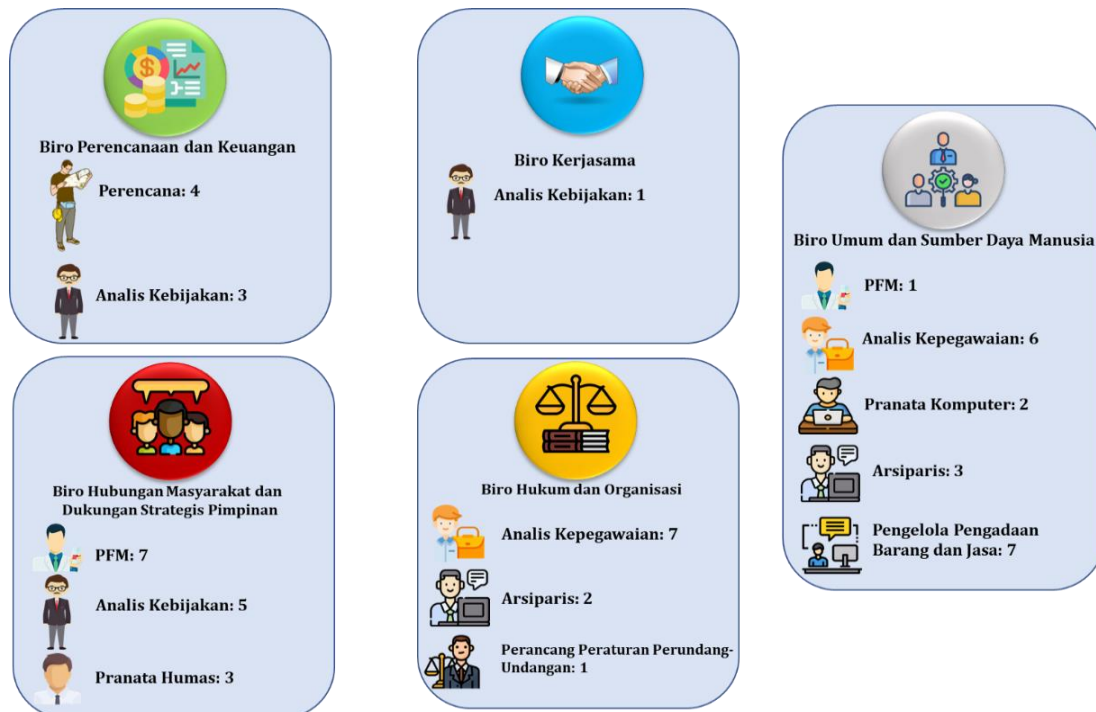 Biro Perencanaan dan Keuangan
Perencana: 4
Analis Kebijakan: 3
Biro Kerjasama
Analis Kebijakan: 1
Biro Umum dan Sumber Daya Manusia
PFM: 1
Analis Kepegawaian: 6
Pranata Komputer: 2
Arsiparis: 3
Pengelola Pengadaan
Barang dan Jasa: 7
Biro Hubungan Masyarakat dan
Dukungan Strategis Pimpinan
PFM: 7
Analis Kebijakan: 5
Pranata Humas: 3
Biro Hukum dan Organisasi
Analis Kepegawaian: 7
Arsiparis: 2
Perancang Peraturan Perundang-
Undangan: 1